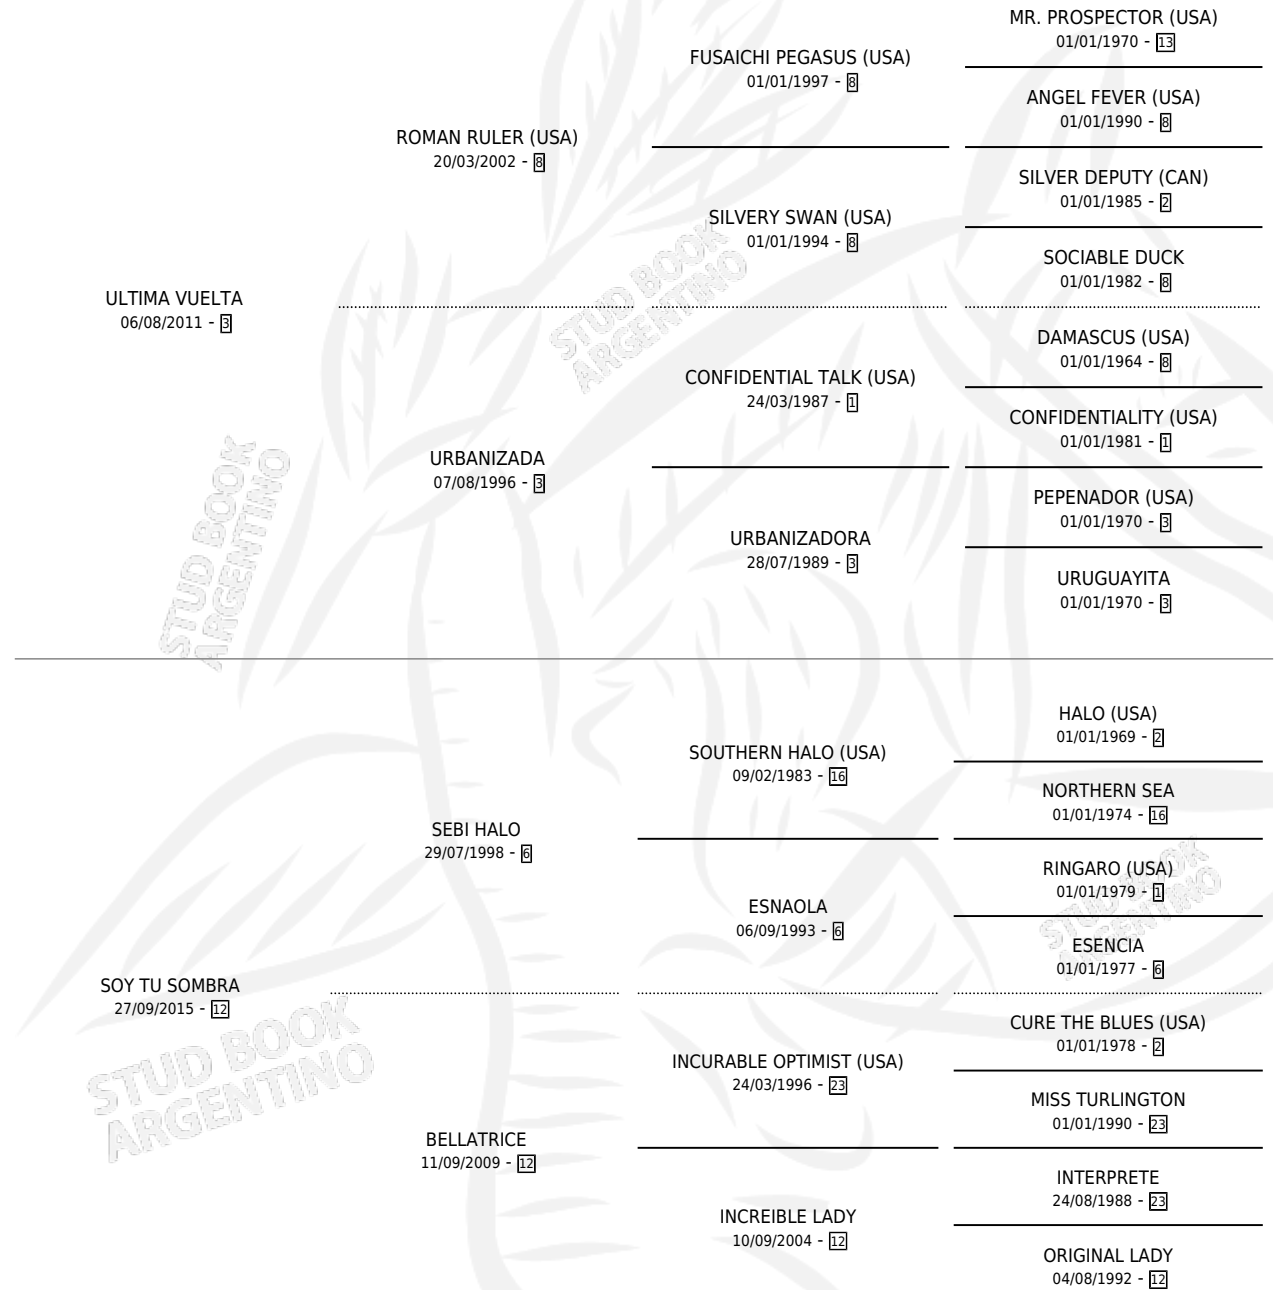 MR. PROSPECTOR (USA)
01/01/1970 - 13
FUSAICHI PEGASUS (USA)
01/01/1997 - 8
ANGEL FEVER (USA)
01/01/1990 - 8
ROMAN RULER (USA)
20/03/2002 - 8
SILVER DEPUTY (CAN)
01/01/1985 - 2
SILVERY SWAN (USA)
01/01/1994 - 8
SOCIABLE DUCK
01/01/1982 - 8
STUD BOOK
ARGENTINO
ULTIMA VUELTA
06/08/2011 - 3
DAMASCUS (USA)
01/01/1964 - 8
CONFIDENTIAL TALK (USA)
24/03/1987 - 1
CONFIDENTIALITY (USA)
01/01/1981 - 1
URBANIZADA
07/08/1996 - 3
PEPENADOR (USA)
01/01/1970 - 3
URBANIZADORA
28/07/1989 - 3
URUGUAYITA
01/01/1970 - 3
STUD BOOK
ARGENTINO
HALO (USA)
01/01/1969 - 2
SOUTHERN HALO (USA)
09/02/1983 - 16
NORTHERN SEA
01/01/1974 - 16
SEBI HALO
29/07/1998 - 6
RINGARO (USA)
01/01/1979 - 1
ESNAOLA
06/09/1993 - 6
ESENCIA
01/01/1977 - 6
STUD BOOK
ARGENTINO
SOY TU SOMBRA
27/09/2015 - 12
CURE THE BLUES (USA)
01/01/1978 - 2
INCURABLE OPTIMIST (USA)
24/03/1996 - 23
MISS TURLINGTON
01/01/1990 - 23
STUD BOOK
ARGENTINO
BELLATRICE
11/09/2009 - 12
INTERPRETE
24/08/1988 - 23
INCREIBLE LADY
10/09/2004 - 12
ORIGINAL LADY
04/08/1992 - 12